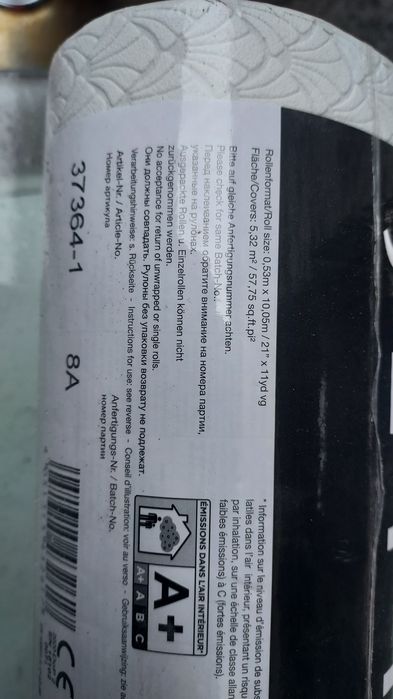 Rollenformat/Roll size: 0,53m x 10,05m / 21" x 11yd vg
Fläche/Covers: 5,32 m² / 57,75 sq.ft.pi²
Bitte auf gleiche Anfertigungsnummer achten.
Please check for same Batch-No.
Перед наклеиванием обратите внимание на номера партии,
указанные на рулонах.
Ausgepackte Rollen u. Einzelrollen können nicht
zurückgenommen werden.
No acceptance for return of unwrapped or single rolls.
Они должны совпадать. Рулоны без упаковки возврату не подлежат.
Verarbeitungshinweise: s. Rückseite - Instructions for use: see reverse - Conseil d'illustration: voir au verso - Gebruiksaanwijzing: zie
Artikel-Nr. / Article-No.
Номер артикула
37364-1
Anfertigungs-Nr. / Batch-No.
номер партии
8A
* Information sur le niveau d'émission de
latiles dans l'air intérieur, présentant un
par inhalation, sur une échelle de classe
faibles émissions) à C (fortes émissions).
ÉMISSIONS DANS L'AIR INTÉRIEUR*
A+
A+ A B C
CE